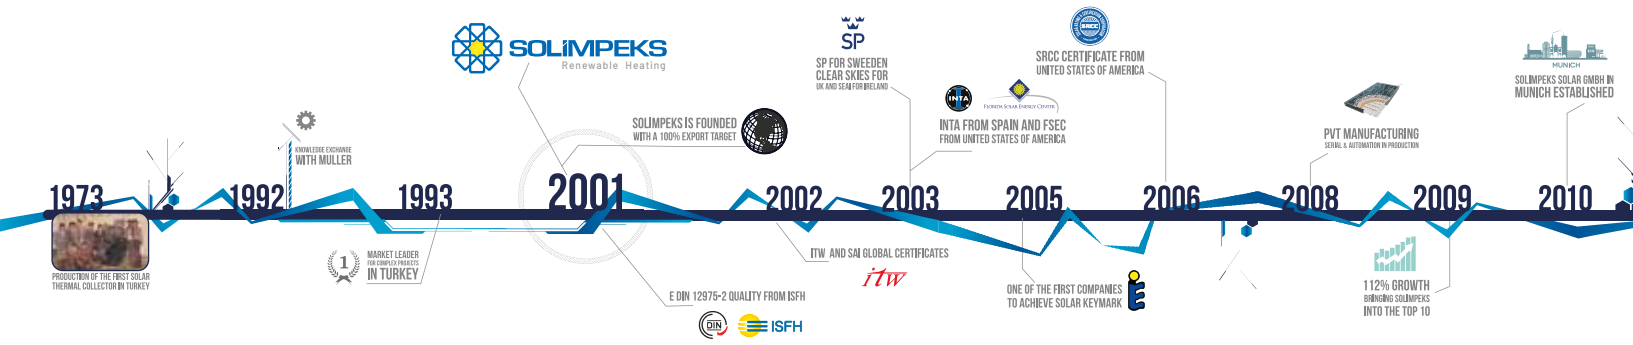 1973
PRODUCTION OF THE FIRST SOLAR
THERMAL COLLECTOR IN TURKEY
1992
KNOWLEDGE EXCHANGE
WITH MULLER
1993
1
MARKET LEADER
FOR COMPLEX PROJECTS
IN TURKEY
SOLIMPEKS
Renewable Heating
2001
SOLIMPEKS IS FOUNDED
WITH A 100% EXPORT TARGET
E DIN 12975-2 QUALITY FROM ISFH
DIN
ISFH
2002
ITW AND SAI GLOBAL CERTIFICATES
itw
2003
SP
SP FOR SWEDEN
CLEAR SKIES FOR
UK AND SEAI FOR IRELAND
INTA
FLORIDA SOLAR ENERGY CENTER
INTA FROM SPAIN AND FSEC
FROM UNITED STATES OF AMERICA
2005
ONE OF THE FIRST COMPANIES
TO ACHIEVE SOLAR KEYMARK
2006
SRCC
SRCC CERTIFICATE FROM
UNITED STATES OF AMERICA
2008
PVT MANUFACTURING
SERIAL & AUTOMATION IN PRODUCTION
2009
112% GROWTH
BRINGING SOLIMPEKS
INTO THE TOP 10
2010
MUNICH
SOLIMPEKS SOLAR GMBH IN
MUNICH ESTABLISHED